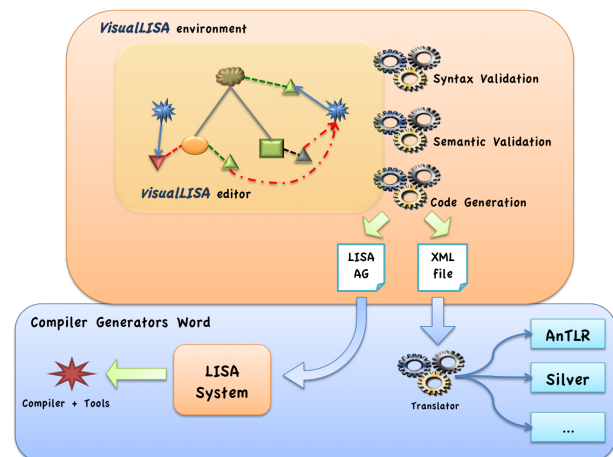 VisualLISA environment
Syntax Validation
Semantic Validation
VisualLISA editor
Code Generation
LISA
AG
XML
file
Compiler Generators Word
AnTLR
LISA
System
Silver
Compiler + Tools
Translator
...